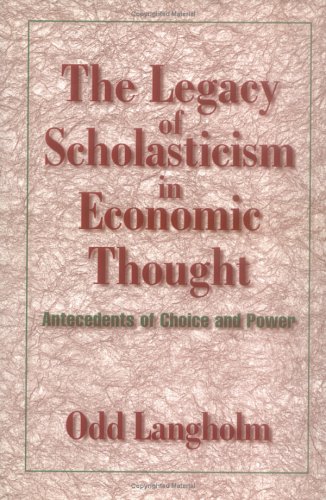 The Legacy
of
Scholasticism
in
Economic
Thought
Antecedents of Choice and Power
Odd Langholm